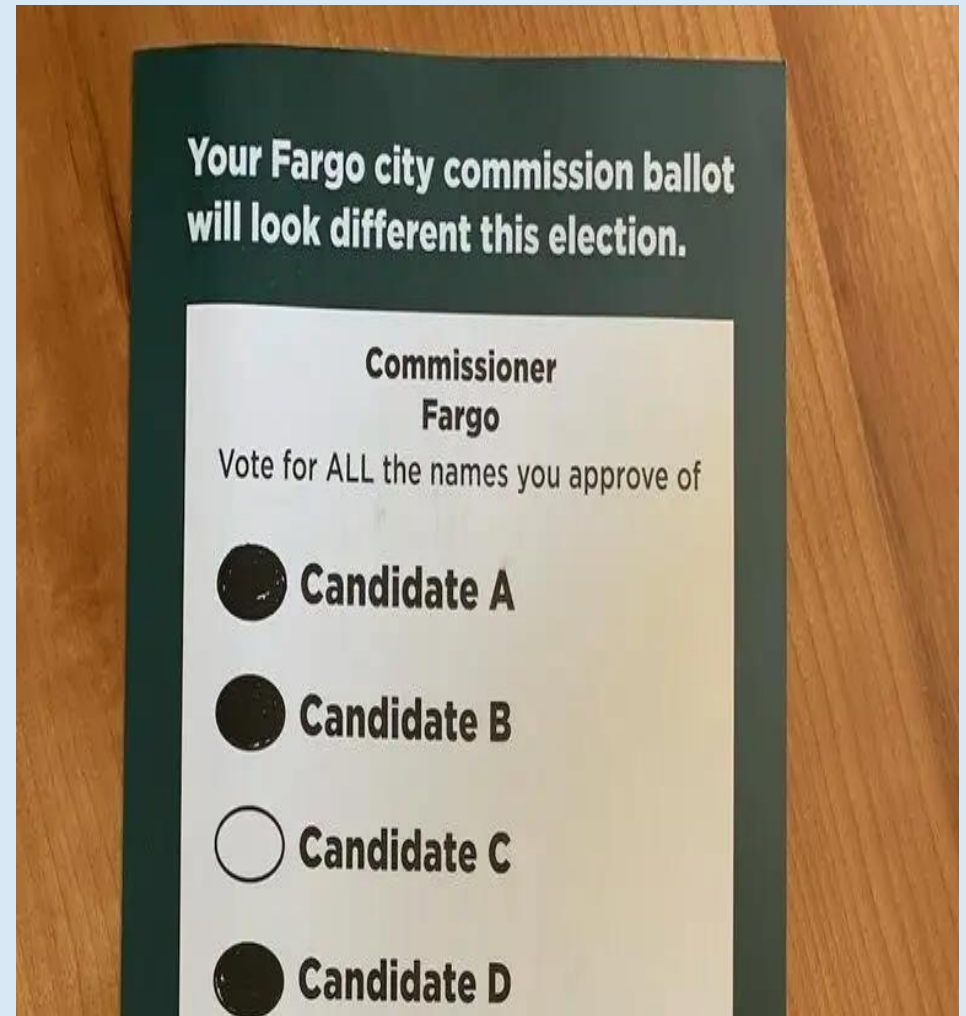 Your Fargo city commission ballot
will look different this election.
Commissioner
Fargo
Vote for ALL the names you approve of
Candidate A
Candidate B
Candidate C
Candidate D